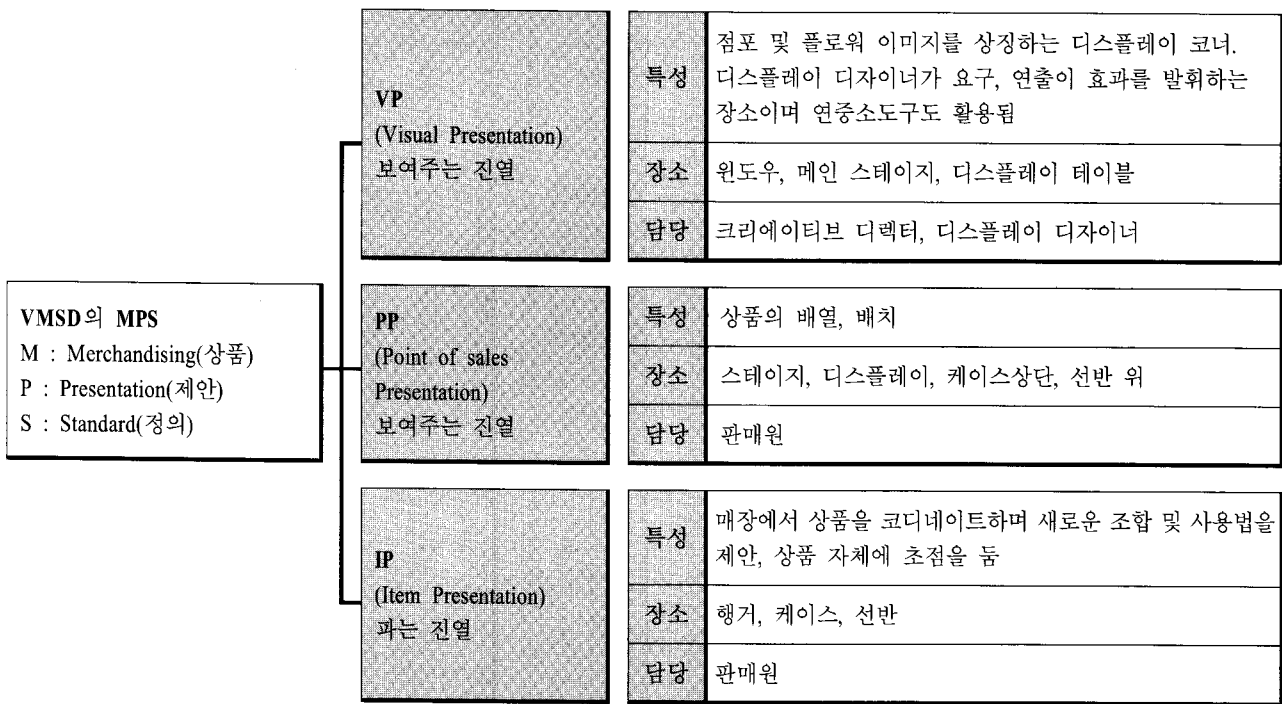 VMSD의 MPS
M : Merchandising(상품)
P : Presentation(제안)
S : Standard(정의)
VP
(Visual Presentation)
보여주는 진열
특성
점포 및 플로워 이미지를 상징하는 디스플레이 코너.
디스플레이 디자이너가 요구, 연출이 효과를 발휘하는
장소이며 연중소도구도 활용됨
장소
윈도우, 메인 스테이지, 디스플레이 테이블
담당
크리에이티브 디렉터, 디스플레이 디자이너
PP
(Point of sales
Presentation)
보여주는 진열
특성
상품의 배열, 배치
장소
스테이지, 디스플레이, 케이스상단, 선반 위
담당
판매원
IP
(Item Presentation)
파는 진열
특성
매장에서 상품을 코디네이트하며 새로운 조합 및 사용법을
제안, 상품 자체에 초점을 둠
장소
행거, 케이스, 선반
담당
판매원